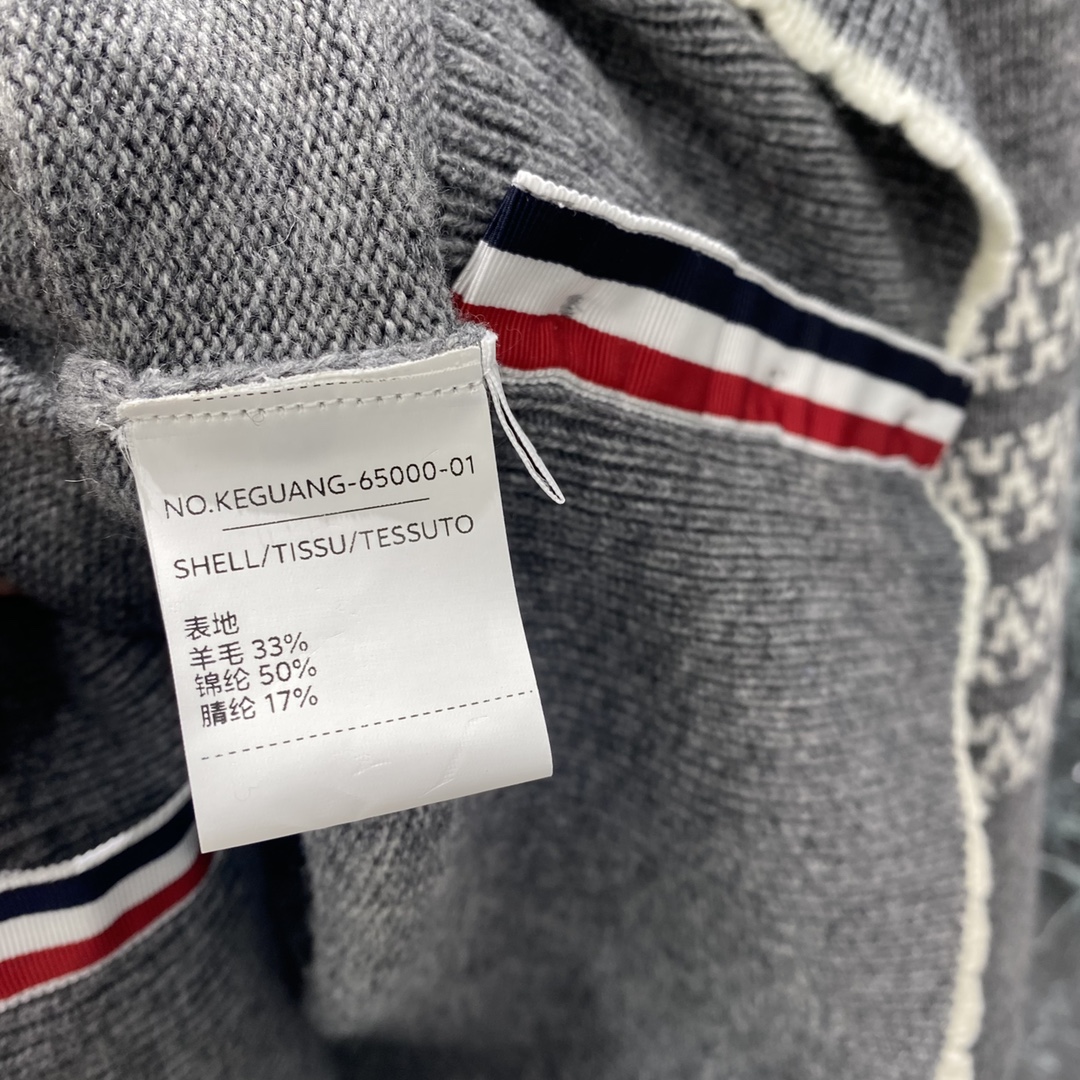 NO.KEGUANG-65000-01
SHELL/TISSU/TESSUTO
表地
羊毛 33%
锦纶 50%
腈纶 17%